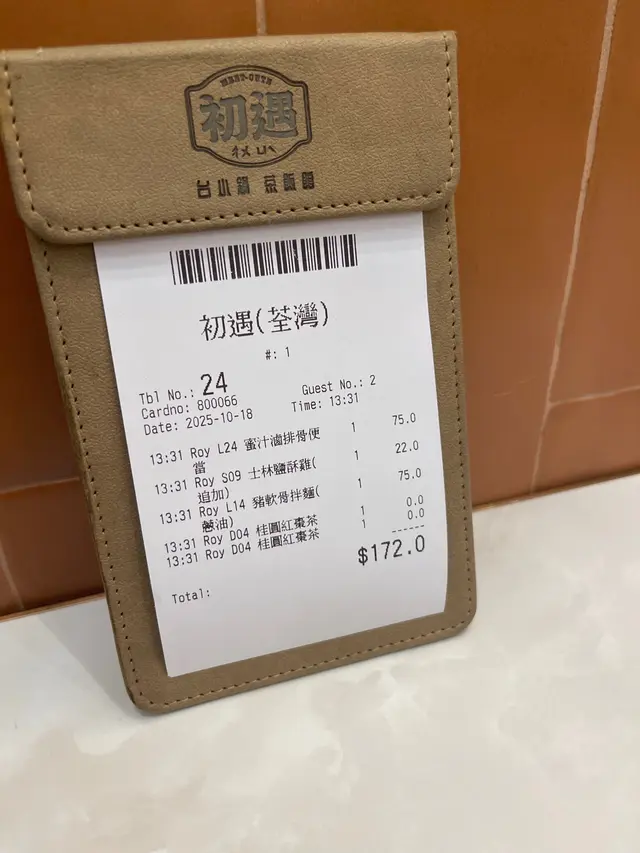 MEET·CUTE
初遇
台小鍋 茶飯館
初遇(荃灣)
#: 1
Tbl No.: 24 Guest No.: 2
Cardno: 800066 Time: 13:31
Date: 2025-10-18
13:31 Roy L24 蜜汁滷排骨便 1 75.0
當
13:31 Roy S09 士林鹽酥雞( 1 22.0
追加)
13:31 Roy L14 豬軟骨拌麵( 1 75.0
蔥油)
13:31 Roy D04 桂圓紅棗茶 1 0.0
13:31 Roy D04 桂圓紅棗茶 1 0.0
------
$172.0
Total: